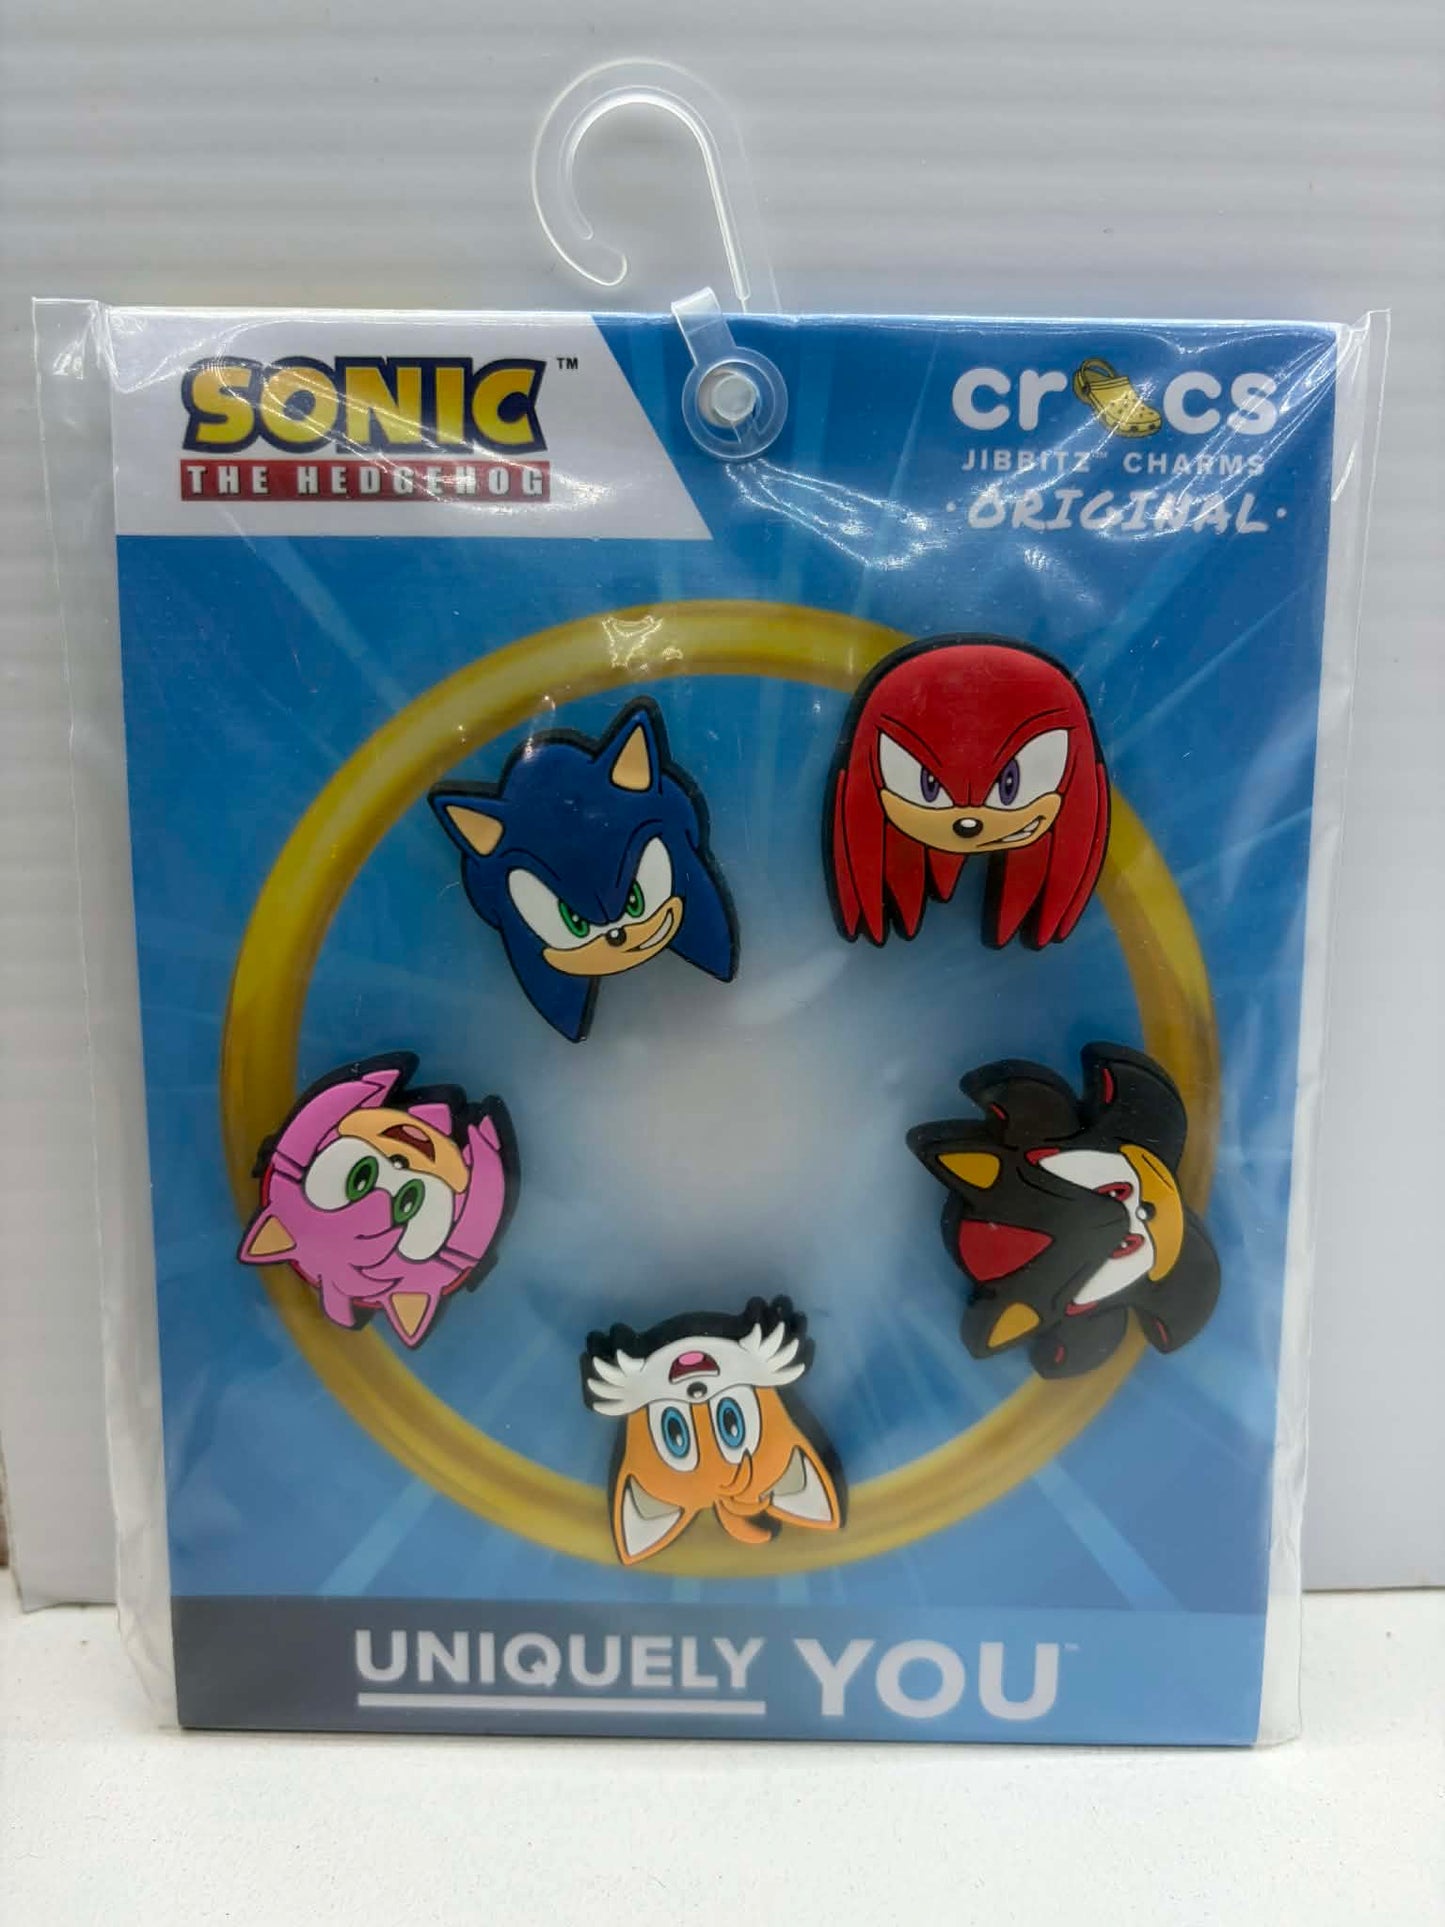 SONIC™
THE HEDGEHOG
crocs
JIBBITZ™ CHARMS
·ORIGINAL·
UNIQUELY YOU™